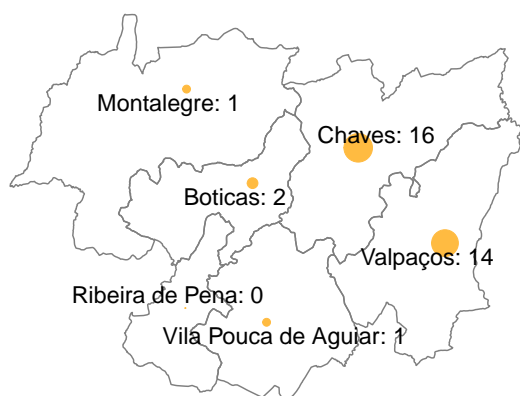 Montalegre: 1
Chaves: 16
Boticas: 2
Valpaços: 14
Ribeira de Pena: 0
Vila Pouca de Aguiar: 1